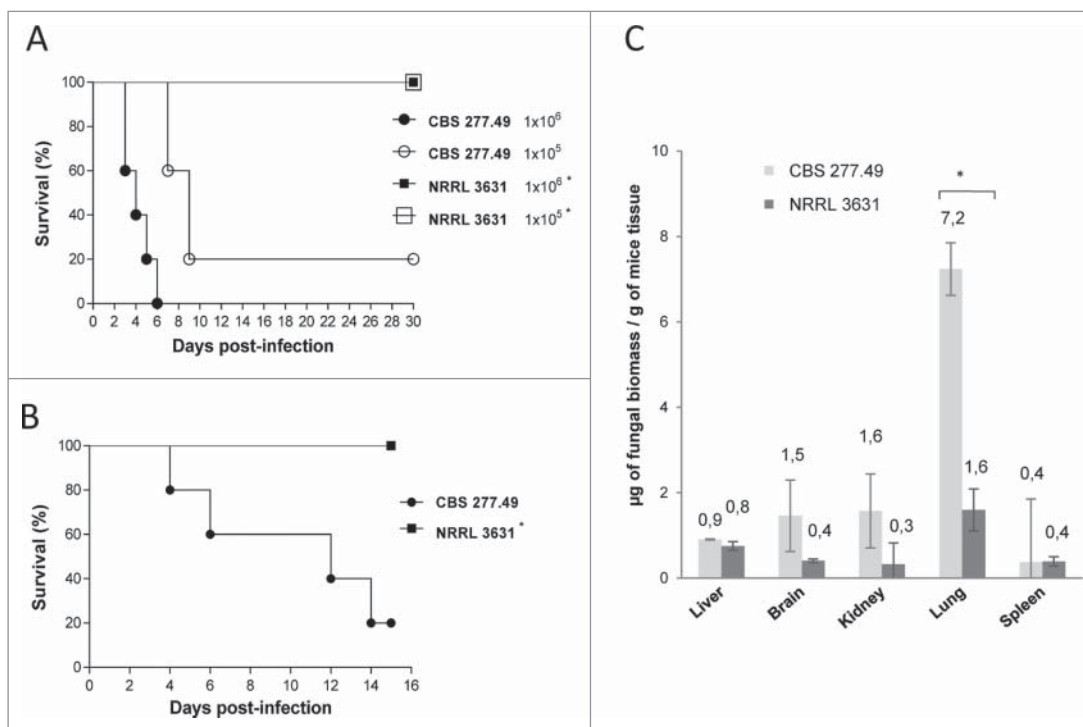 A
Survival (%)
100
80
60
40
20
0
0 2 4 6 8 10 12 14 16 18 20 22 24 26 28 30
Days post-infection
CBS 277.49 1x10⁶
CBS 277.49 1x10⁵
NRRL 3631 1x10⁶ *
NRRL 3631 1x10⁵ *
B
Survival (%)
100
80
60
40
20
0
0 2 4 6 8 10 12 14 16
Days post-infection
CBS 277.49
NRRL 3631 *
C
µg of fungal biomass / g of mice tissue
10
8
6
4
2
0
CBS 277.49
NRRL 3631
*
0,9 0,8
1,5 0,4
1,6 0,3
7,2 1,6
0,4 0,4
Liver Brain Kidney Lung Spleen